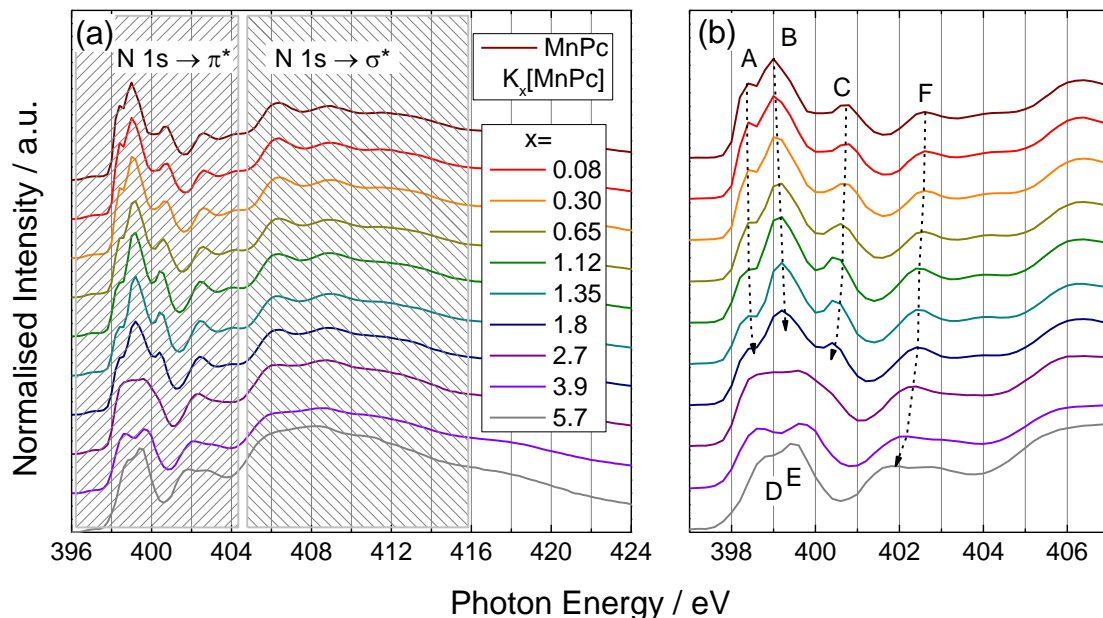 (a)
N 1s → π*
N 1s → σ*
MnPc
Kₓ[MnPc]
x=
0.08
0.30
0.65
1.12
1.35
1.8
2.7
3.9
5.7
(b)
A
B
C
F
D
E
Normalised Intensity / a.u.
396 400 404 408 412 416 420 424
398 400 402 404 406
Photon Energy / eV